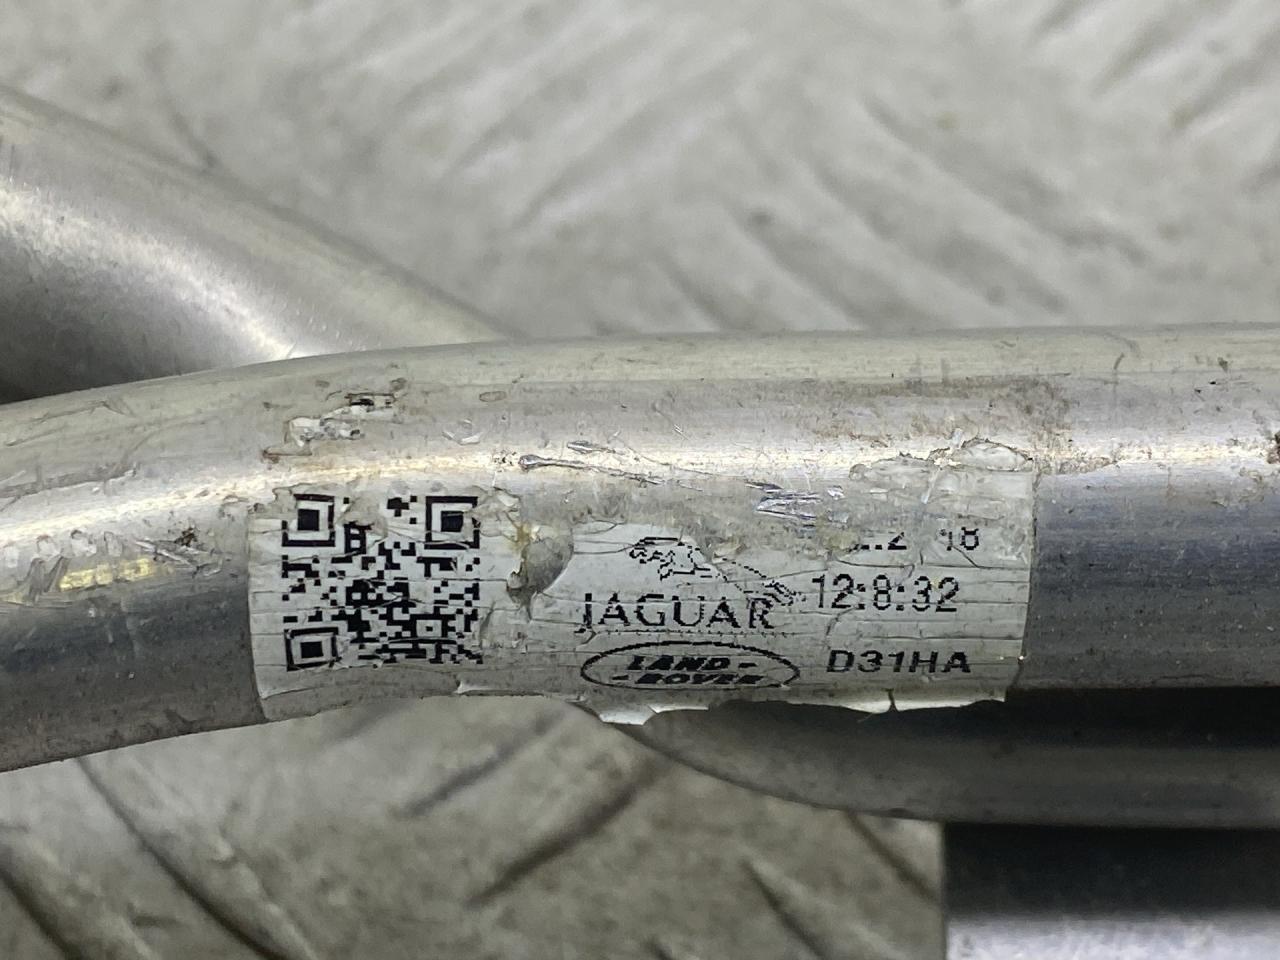 12:8:32
JAGUAR
LAND-
-ROVER
D31HA